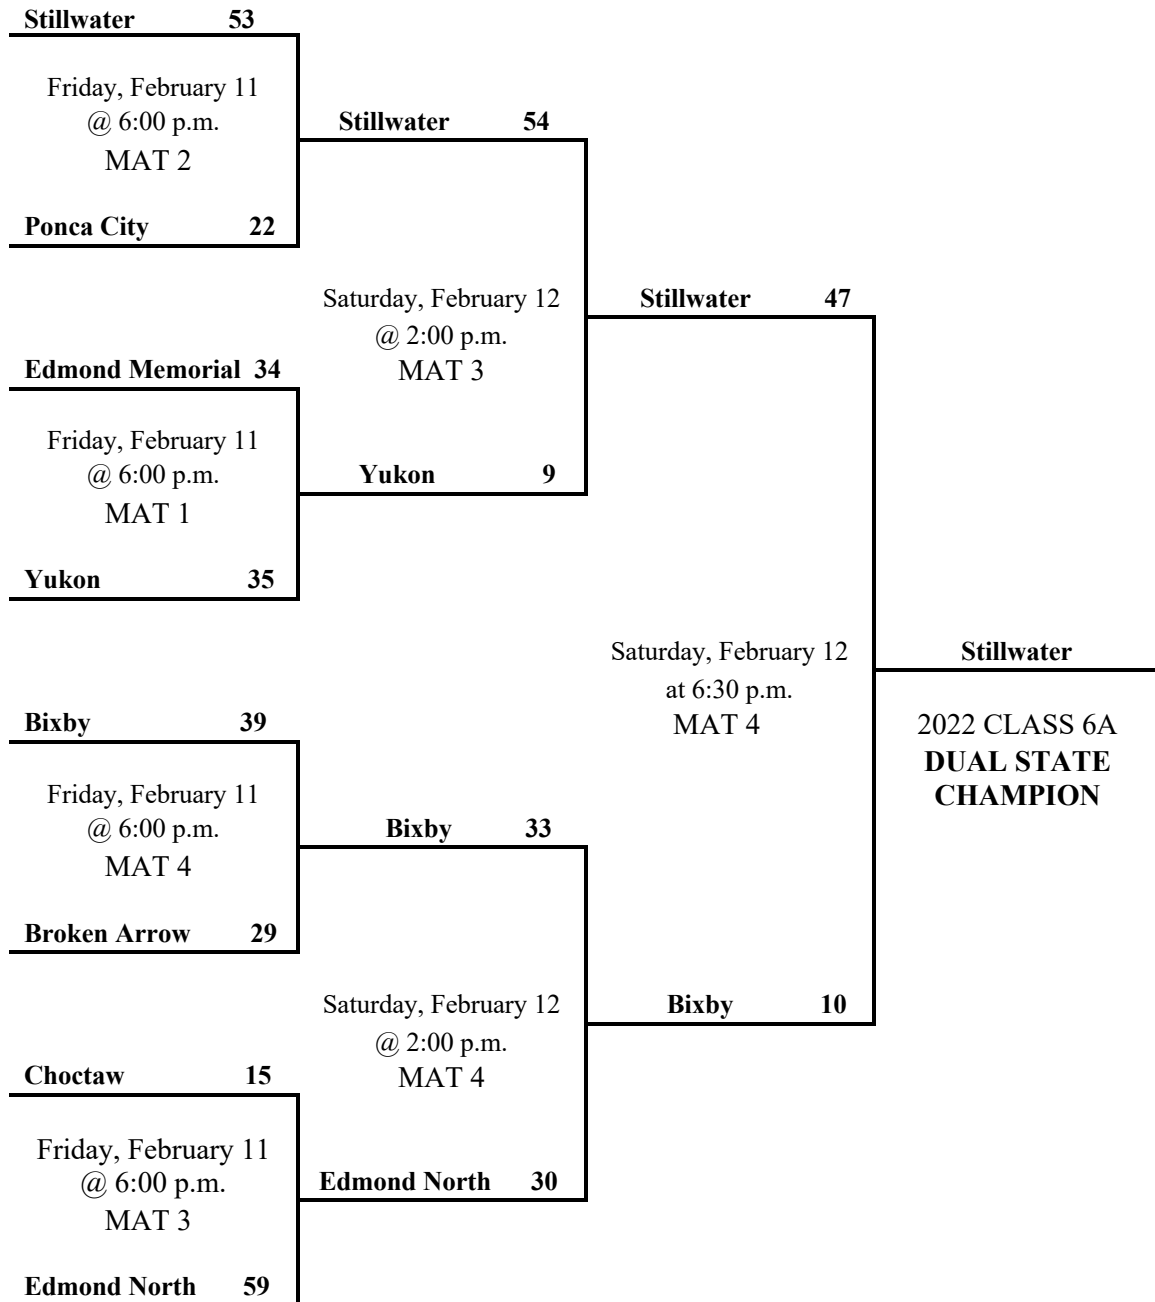 Stillwater 53
Friday, February 11
@ 6:00 p.m.
MAT 2
Ponca City 22
Edmond Memorial 34
Friday, February 11
@ 6:00 p.m.
MAT 1
Yukon 35
Bixby 39
Friday, February 11
@ 6:00 p.m.
MAT 4
Broken Arrow 29
Choctaw 15
Friday, February 11
@ 6:00 p.m.
MAT 3
Edmond North 59
Stillwater 54
Saturday, February 12
@ 2:00 p.m.
MAT 3
Yukon 9
Bixby 33
Saturday, February 12
@ 2:00 p.m.
MAT 4
Edmond North 30
Stillwater 47
Saturday, February 12
at 6:30 p.m.
MAT 4
Bixby 10
Stillwater
2022 CLASS 6A
DUAL STATE
CHAMPION